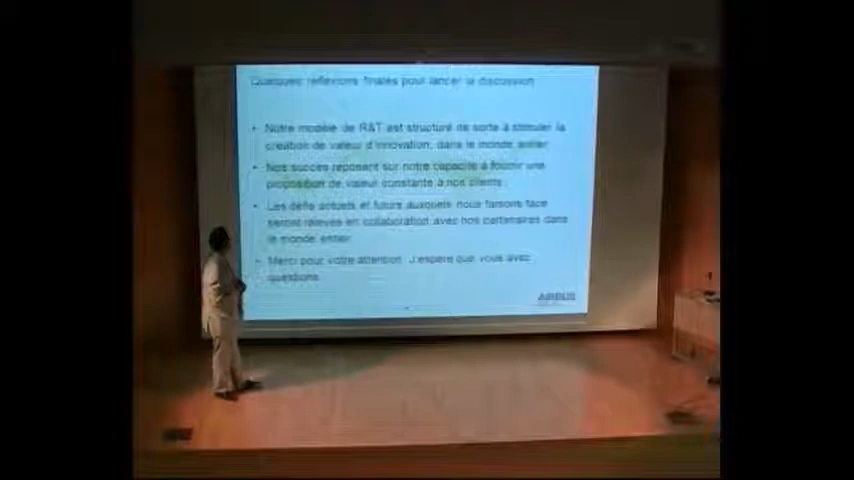 Quelques réflexions finales pour lancer la discussion
• Notre modèle de R&T est structuré de sorte à stimuler la
création de valeur d'innovation, dans le monde entier
• Nos succès reposent sur notre capacité à fournir une
proposition de valeur constante à nos clients
• Les défis actuels et futurs auxquels nous faisons face
seront relevés en collaboration avec nos partenaires dans
le monde entier
• Merci pour votre attention. J'espère que vous avez
questions
AIRBUS